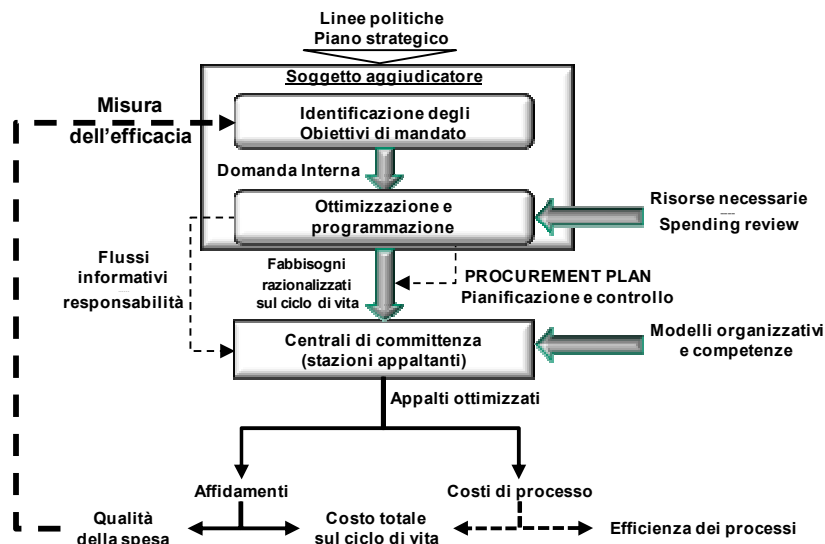 Linee politiche
Piano strategico
Soggetto aggiudicatore
Misura
dell'efficacia
Identificazione degli
Obiettivi di mandato
Domanda Interna
Ottimizzazione e
programmazione
Risorse necessarie
Spending review
Flussi
informativi
responsabilità
Fabbisogni
razionalizzati
sul ciclo di vita
PROCUREMENT PLAN
Pianificazione e controllo
Centrali di committenza
(stazioni appaltanti)
Modelli organizzativi
e competenze
Appalti ottimizzati
Affidamenti
Costi di processo
Qualità
della spesa
Costo totale
sul ciclo di vita
Efficienza dei processi